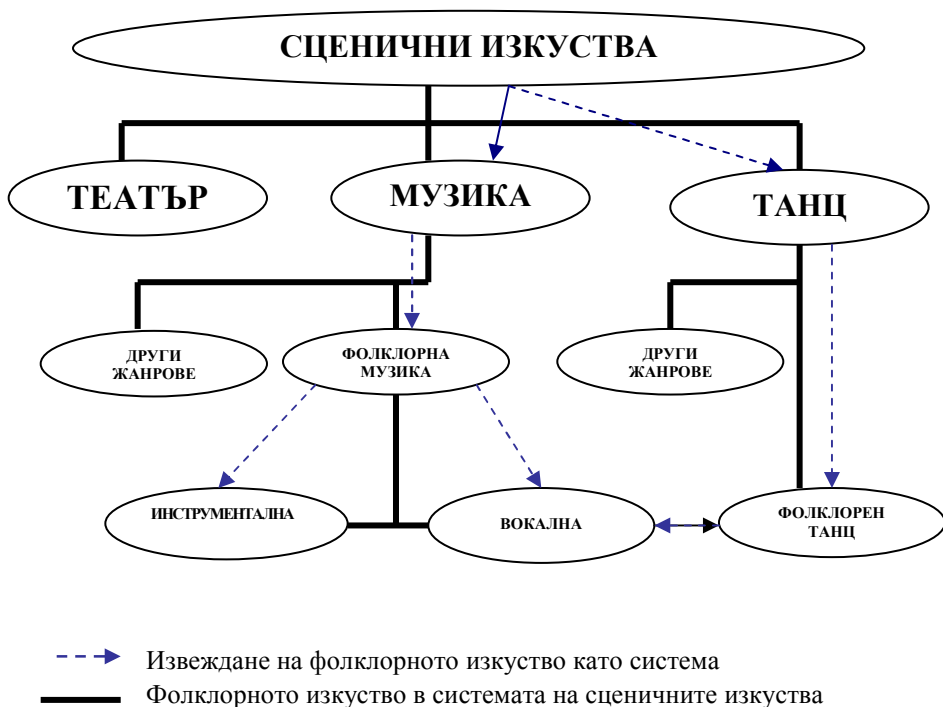 СЦЕНИЧНИ ИЗКУСТВА
ТЕАТЪР
МУЗИКА
ТАНЦ
ДРУГИ
ЖАНРОВЕ
ФОЛКЛОРНА
МУЗИКА
ДРУГИ
ЖАНРОВЕ
ИНСТРУМЕНТАЛНА
ВОКАЛНА
ФОЛКЛОРЕН
ТАНЦ
Извеждане на фолклорното изкуство като система
Фолклорното изкуство в системата на сценичните изкуства